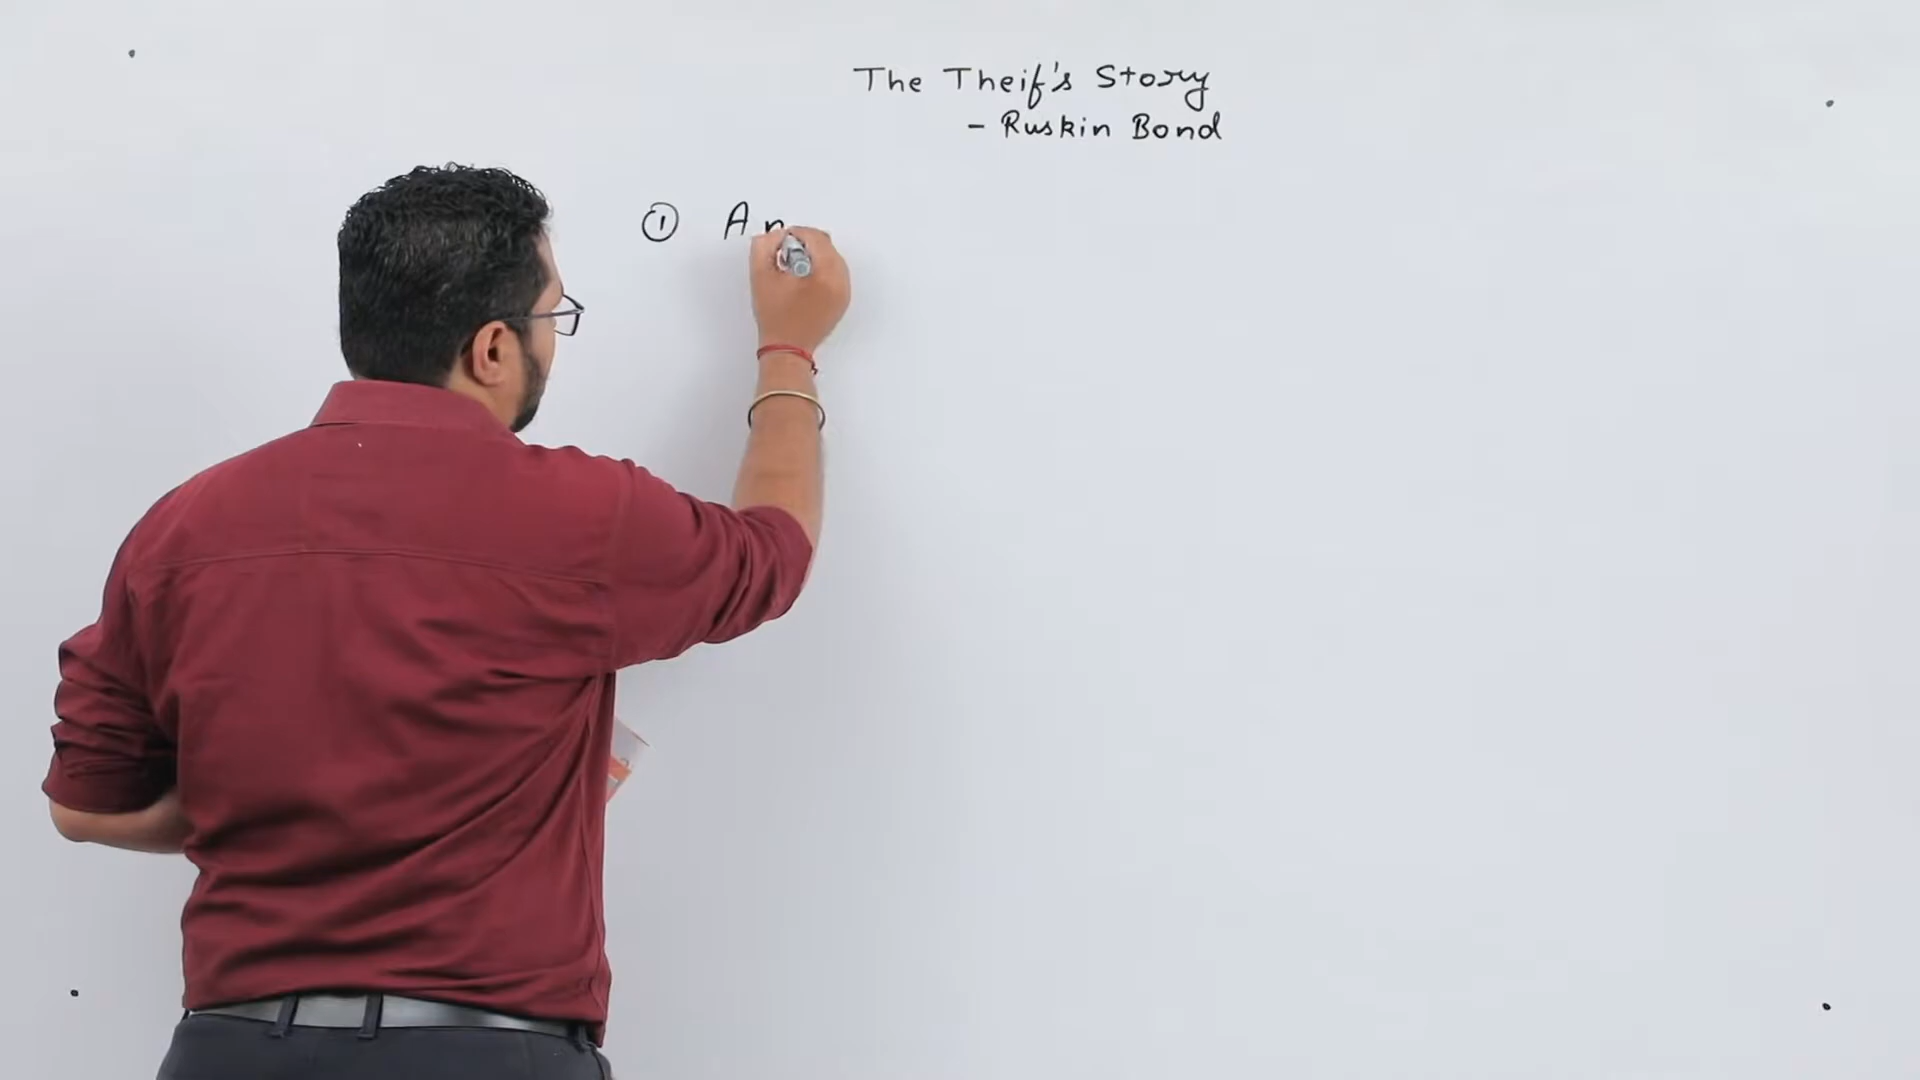 The Theif's Story
- Ruskin Bond
① An